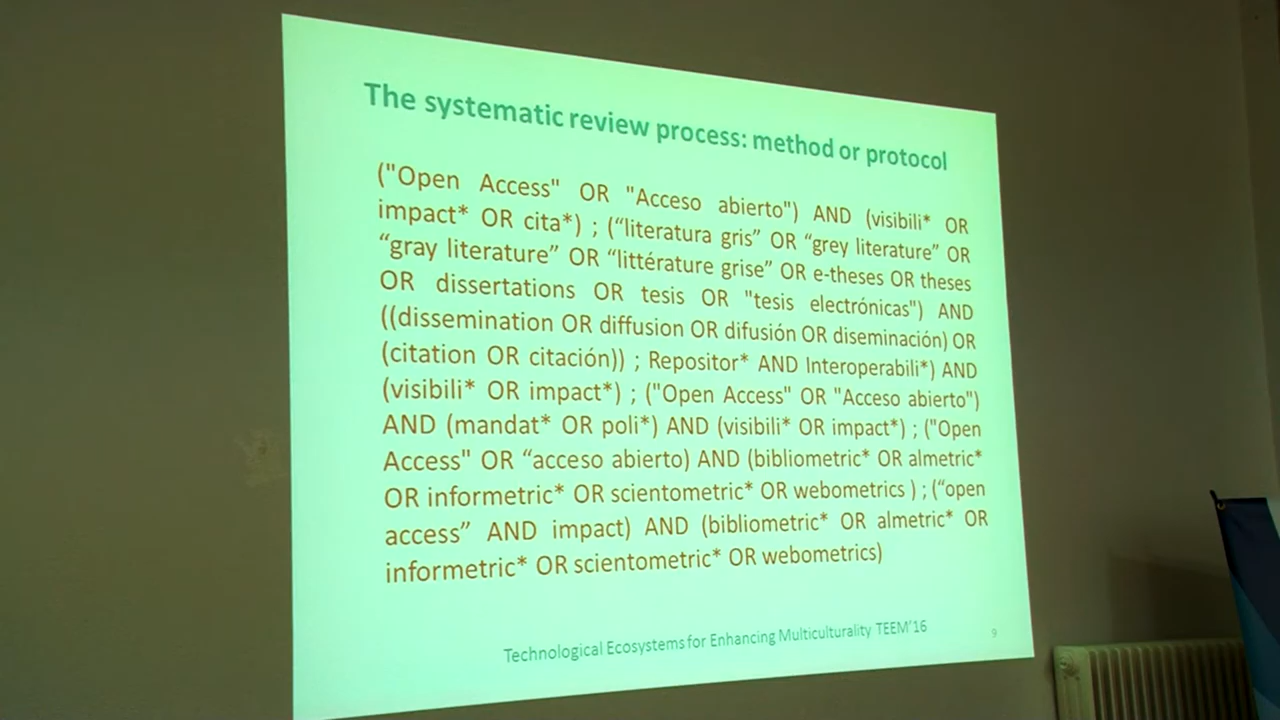 The systematic review process: method or protocol
("Open Access" OR "Acceso abierto") AND (visibili* OR
impact* OR cita*) ; (“literatura gris” OR “grey literature” OR
“gray literature” OR “littérature grise” OR e-theses OR theses
OR dissertations OR tesis OR "tesis electrónicas") AND
((dissemination OR diffusion OR difusión OR diseminación) OR
(citation OR citación)) ; Repositor* AND Interoperabili*) AND
(visibili* OR impact*) ; ("Open Access" OR "Acceso abierto")
AND (mandat* OR poli*) AND (visibili* OR impact*) ; ("Open
Access" OR “acceso abierto) AND (bibliometric* OR almetric*
OR informetric* OR scientometric* OR webometrics ) ; (“open
access” AND impact) AND (bibliometric* OR almetric* OR
informetric* OR scientometric* OR webometrics)
Technological Ecosystems for Enhancing Multiculturality TEEM'16
9